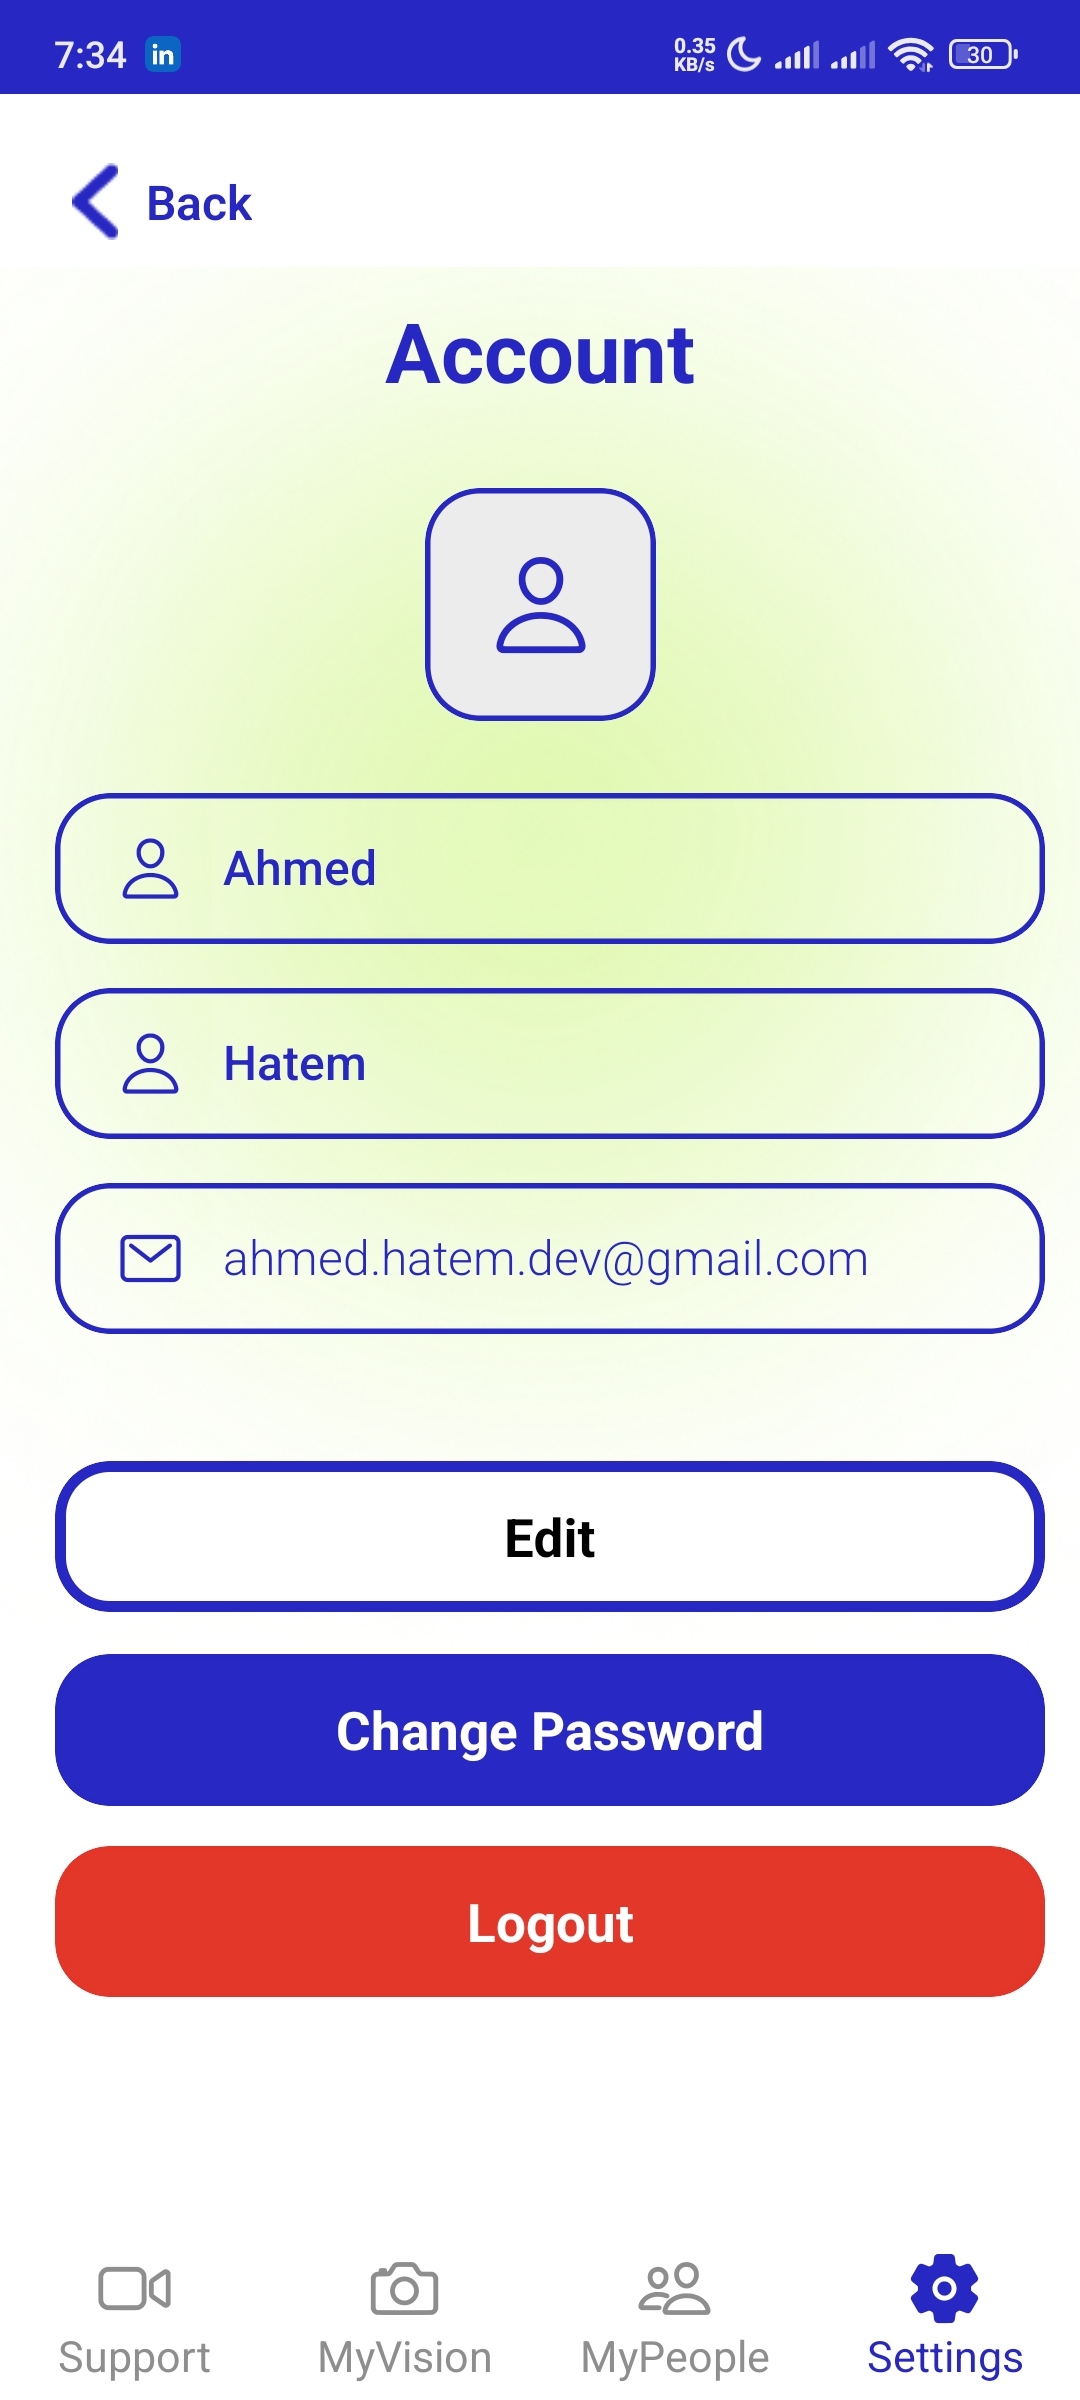 7:34 in 0.35 KB/s 30
Back
Account
Ahmed
Hatem
ahmed.hatem.dev@gmail.com
Edit
Change Password
Logout
Support MyVision MyPeople Settings